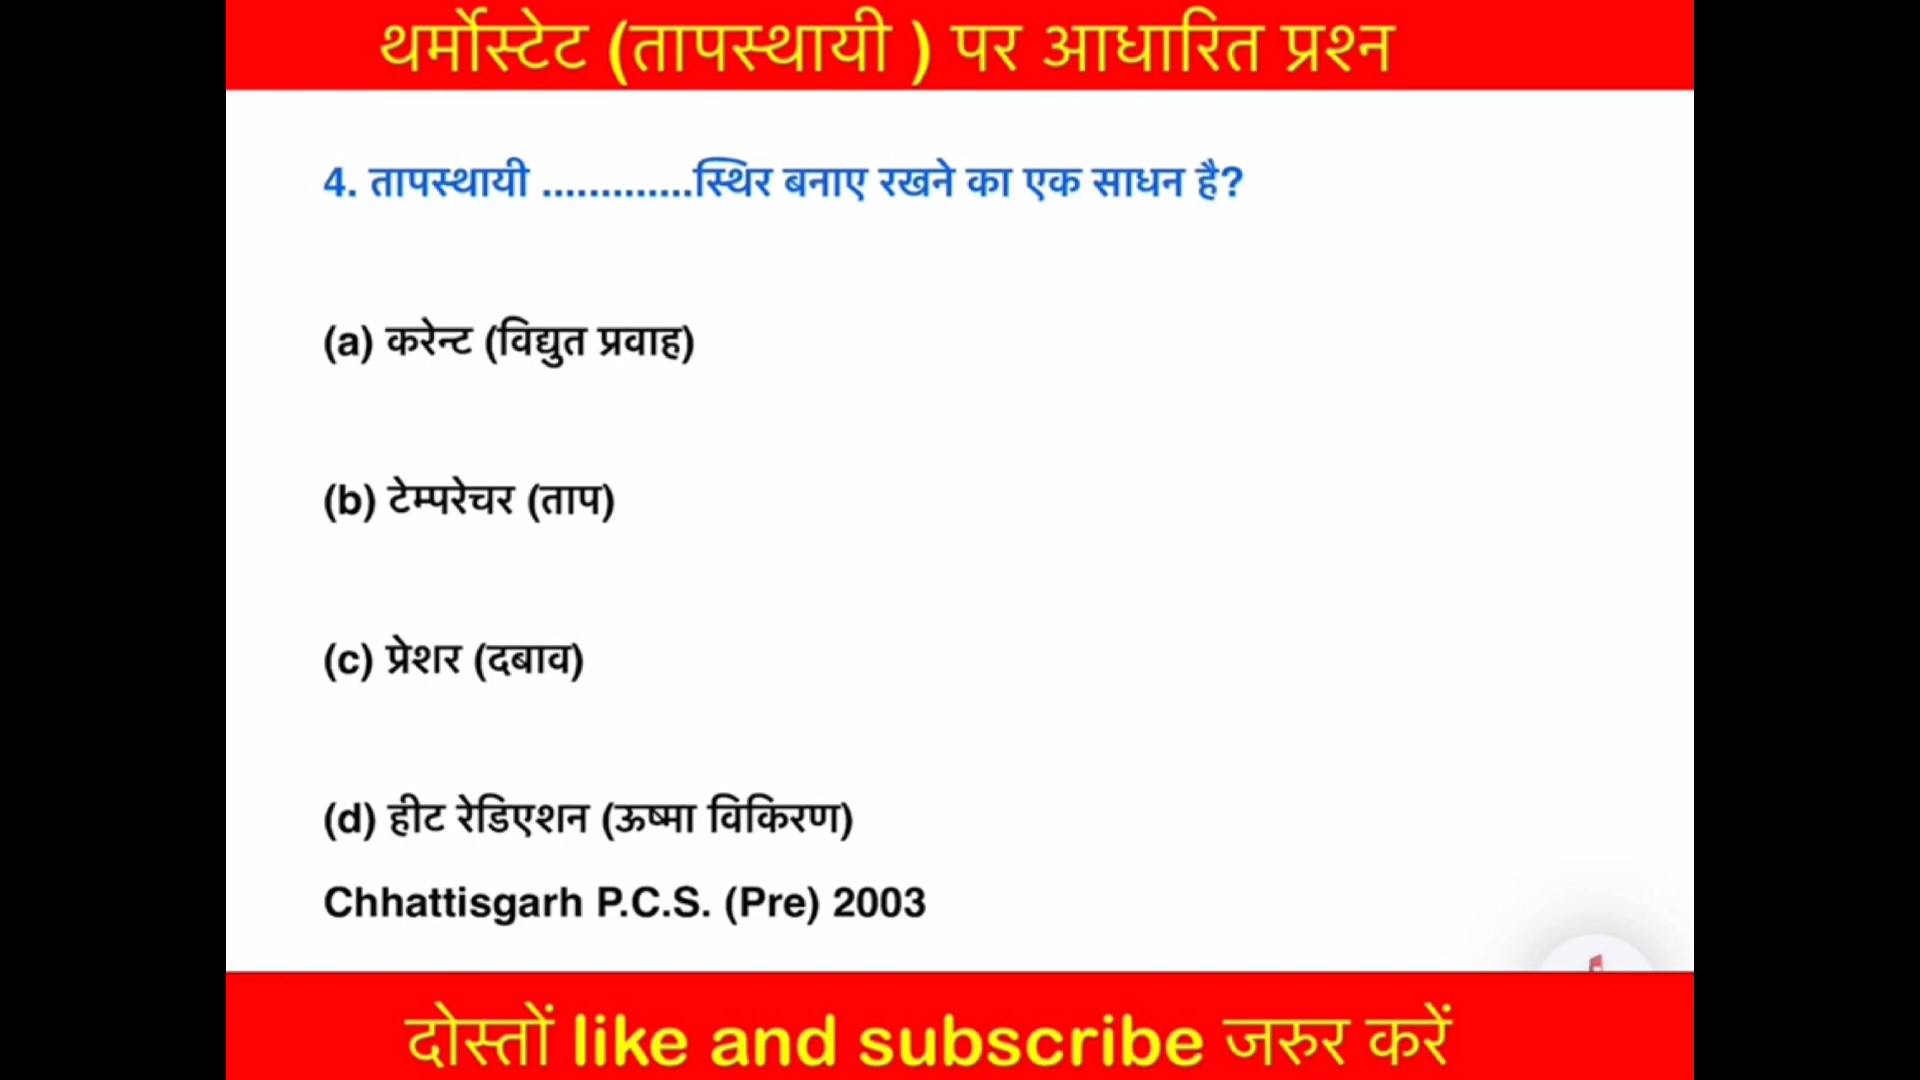 थर्मोस्टेट (तापस्थायी ) पर आधारित प्रश्न
4. तापस्थायी .............स्थिर बनाए रखने का एक साधन है?
(a) करेन्ट (विद्युत प्रवाह)
(b) टेम्परेचर (ताप)
(c) प्रेशर (दबाव)
(d) हीट रेडिएशन (ऊष्मा विकिरण)
Chhattisgarh P.C.S. (Pre) 2003
दोस्तों like and subscribe जरुर करें